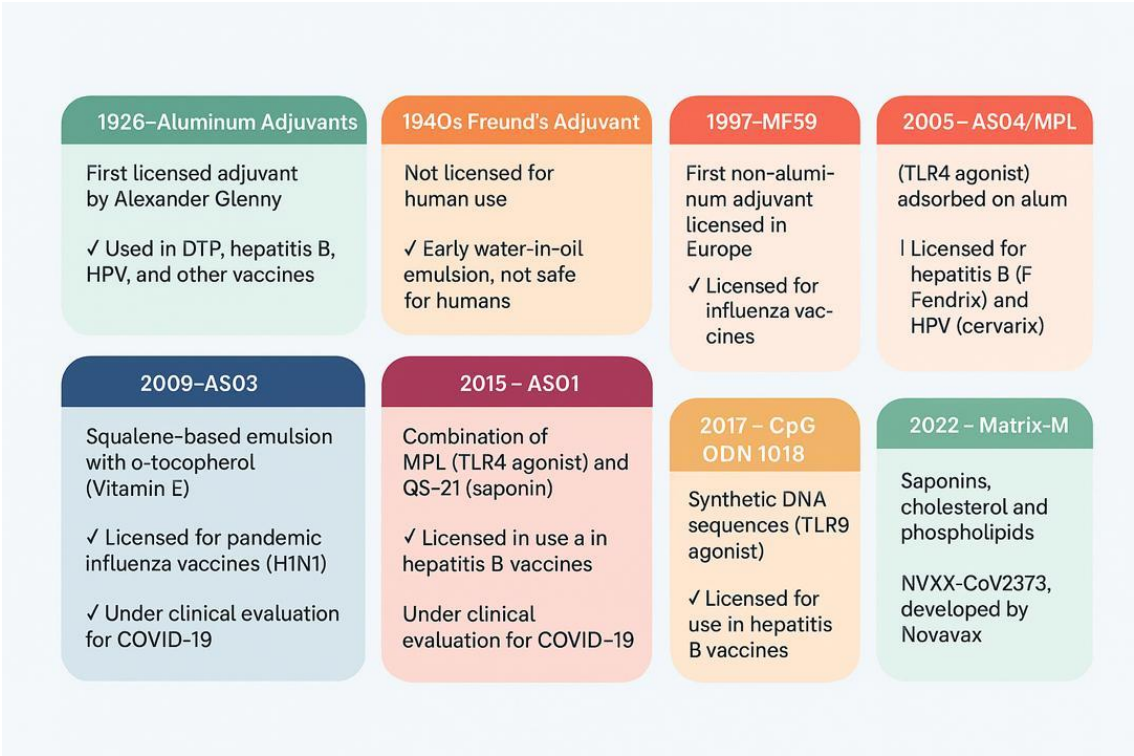 1926–Aluminum Adjuvants
First licensed adjuvant
by Alexander Glenny
✓ Used in DTP, hepatitis B,
HPV, and other vaccines
1940s Freund's Adjuvant
Not licensed for
human use
✓ Early water-in-oil
emulsion, not safe
for humans
1997–MF59
First non-alumi-
num adjuvant
licensed in
Europe
✓ Licensed for
influenza vac-
cines
2005–AS04/MPL
(TLR4 agonist)
adsorbed on alum
| Licensed for
hepatitis B (F
Fendrix) and
HPV (cervarix)
2009–AS03
Squalene-based emulsion
with o-tocopherol
(Vitamin E)
✓ Licensed for pandemic
influenza vaccines (H1N1)
✓ Under clinical evaluation
for COVID-19
2015 – AS01
Combination of
MPL (TLR4 agonist) and
QS-21 (saponin)
✓ Licensed in use a in
hepatitis B vaccines
Under clinical
evaluation for COVID-19
2017 – CpG
ODN 1018
Synthetic DNA
sequences (TLR9
agonist)
✓ Licensed for
use in hepatitis
B vaccines
2022 – Matrix-M
Saponins,
cholesterol and
phospholipids
NVXX-CoV2373,
developed by
Novavax